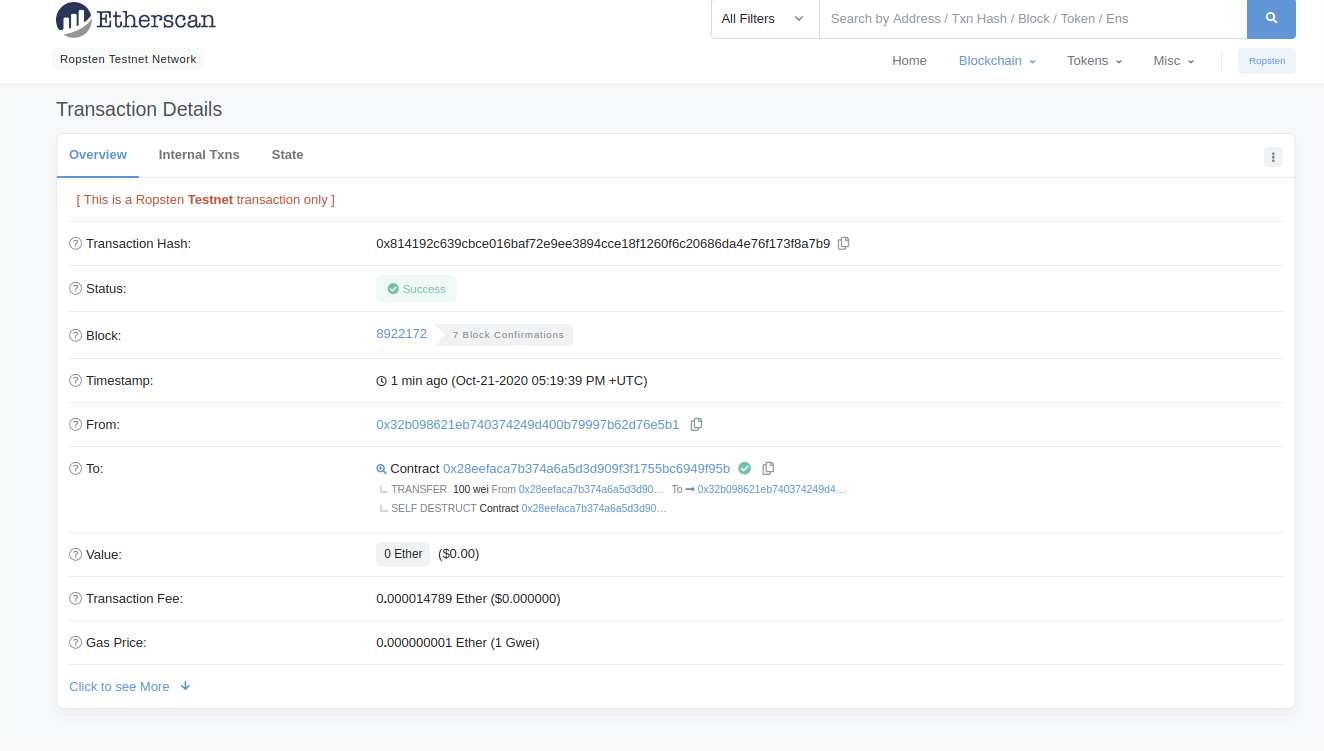 Etherscan
All Filters
Search by Address / Txn Hash / Block / Token / Ens
Ropsten Testnet Network
Home Blockchain Tokens Misc Ropsten
Transaction Details
Overview Internal Txns State
[ This is a Ropsten Testnet transaction only ]
Transaction Hash: 0x814192c639cbce016baf72e9ee3894cce18f1260f6c20686da4e76f173f8a7b9
Status: Success
Block: 8922172 7 Block Confirmations
Timestamp: 1 min ago (Oct-21-2020 05:19:39 PM +UTC)
From: 0x32b098621eb740374249d400b79997b62d76e5b1
To: Contract 0x28eefaca7b374a6a5d3d909f3f1755bc6949f95b
TRANSFER 100 wei From 0x28eefaca7b374a6a5d3d90... To → 0x32b098621eb740374249d4...
SELF DESTRUCT Contract 0x28eefaca7b374a6a5d3d90...
Value: 0 Ether ($0.00)
Transaction Fee: 0.000014789 Ether ($0.000000)
Gas Price: 0.000000001 Ether (1 Gwei)
Click to see More